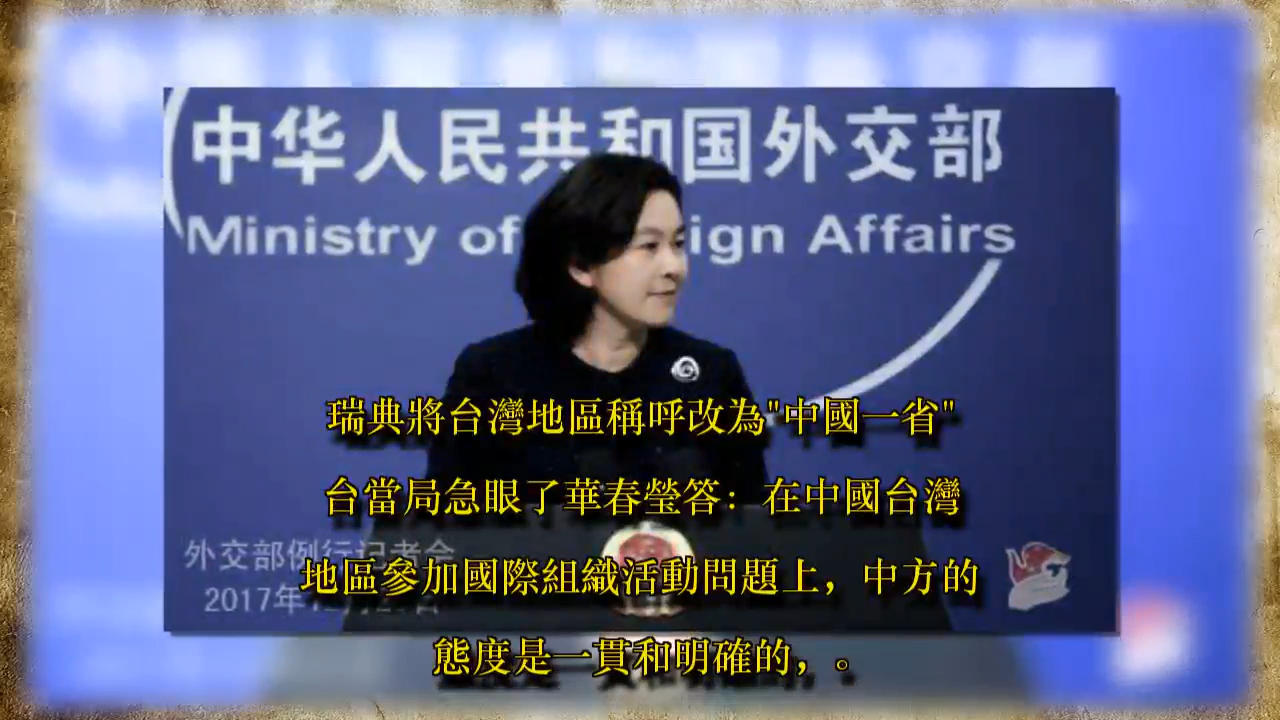 中华人民共和国外交部
Ministry of ign Affairs
瑞典將台灣地區稱呼改為"中國一省"
台當局急眼了華春瑩答：在中國台灣
外交部例行记者会
地區參加國際組織活動問題上，中方的
2017年
態度是一貫和明確的，。